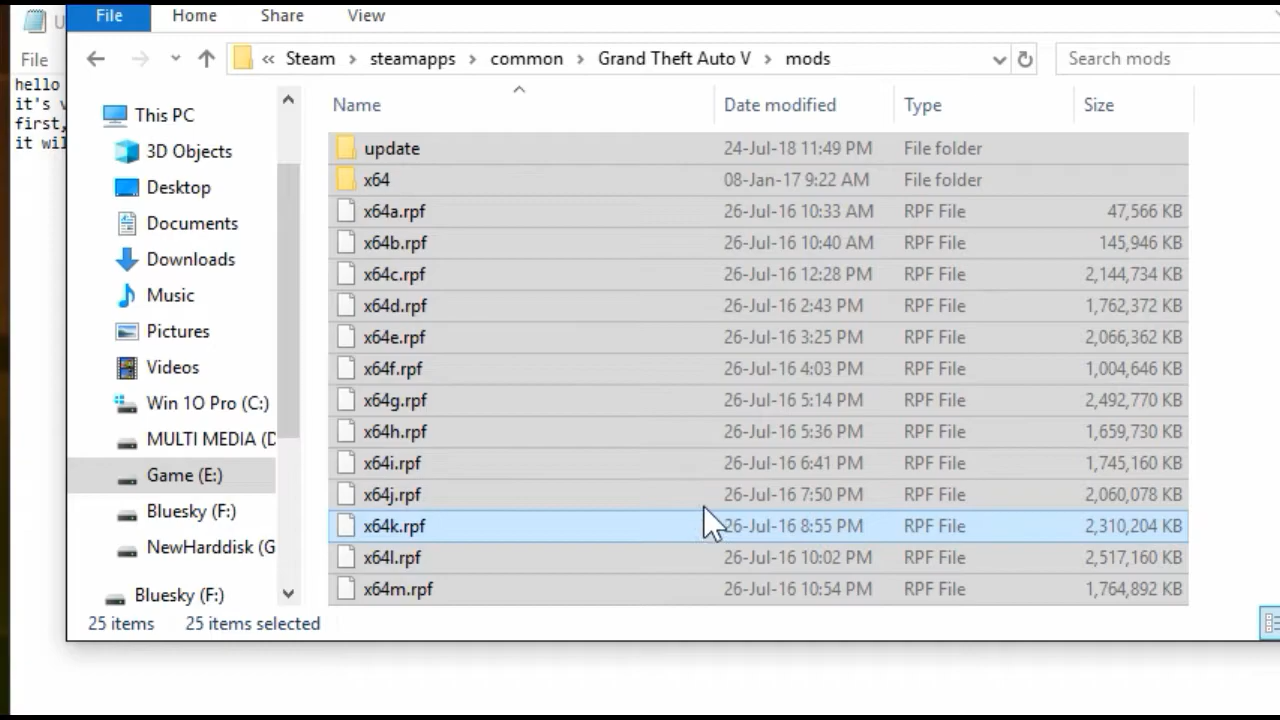 U
File
hello
it's v
first,
it wil
File Home Share View
« Steam › steamapps › common › Grand Theft Auto V › mods
Search mods
This PC
3D Objects
Desktop
Documents
Downloads
Music
Pictures
Videos
Win 10 Pro (C:)
MULTI MEDIA (D
Game (E:)
Bluesky (F:)
NewHarddisk (G
Bluesky (F:)
Name Date modified Type Size
update 24-Jul-18 11:49 PM File folder
x64 08-Jan-17 9:22 AM File folder
x64a.rpf 26-Jul-16 10:33 AM RPF File 47,566 KB
x64b.rpf 26-Jul-16 10:40 AM RPF File 145,946 KB
x64c.rpf 26-Jul-16 12:28 PM RPF File 2,144,734 KB
x64d.rpf 26-Jul-16 2:43 PM RPF File 1,762,372 KB
x64e.rpf 26-Jul-16 3:25 PM RPF File 2,066,362 KB
x64f.rpf 26-Jul-16 4:03 PM RPF File 1,004,646 KB
x64g.rpf 26-Jul-16 5:14 PM RPF File 2,492,770 KB
x64h.rpf 26-Jul-16 5:36 PM RPF File 1,659,730 KB
x64i.rpf 26-Jul-16 6:41 PM RPF File 1,745,160 KB
x64j.rpf 26-Jul-16 7:50 PM RPF File 2,060,078 KB
x64k.rpf 26-Jul-16 8:55 PM RPF File 2,310,204 KB
x64l.rpf 26-Jul-16 10:02 PM RPF File 2,517,160 KB
x64m.rpf 26-Jul-16 10:54 PM RPF File 1,764,892 KB
25 items 25 items selected